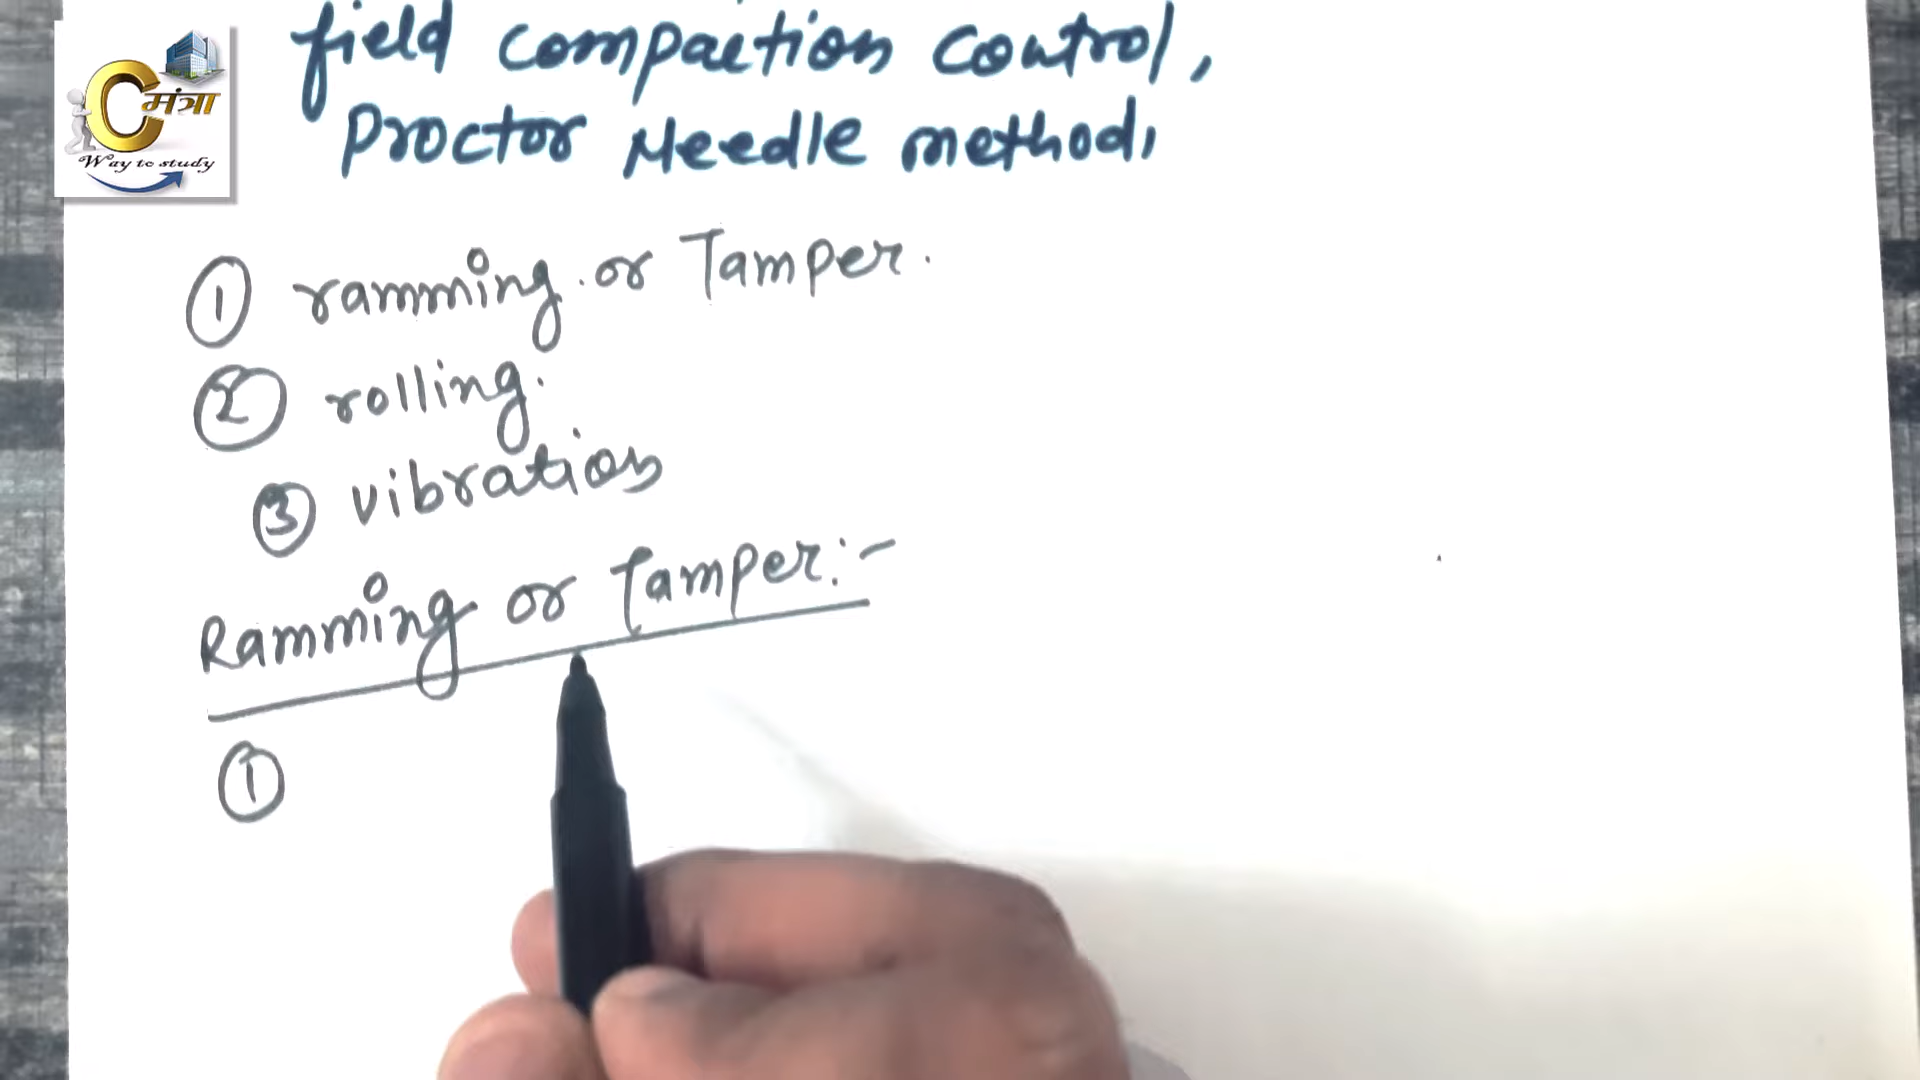 C मंत्रा
Way to study
field compaction control,
Proctor Needle method,
① ramming or Tamper.
② rolling.
③ vibration
Ramming or Tamper:-
①